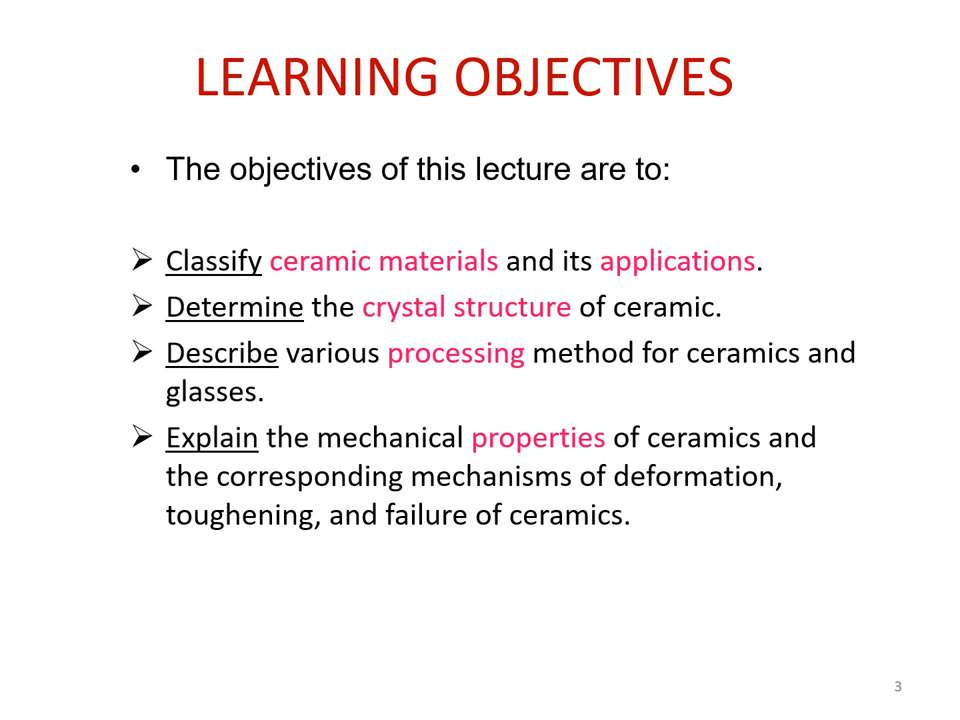 LEARNING OBJECTIVES
• The objectives of this lecture are to:
➢ Classify ceramic materials and its applications.
➢ Determine the crystal structure of ceramic.
➢ Describe various processing method for ceramics and
glasses.
➢ Explain the mechanical properties of ceramics and
the corresponding mechanisms of deformation,
toughening, and failure of ceramics.
3